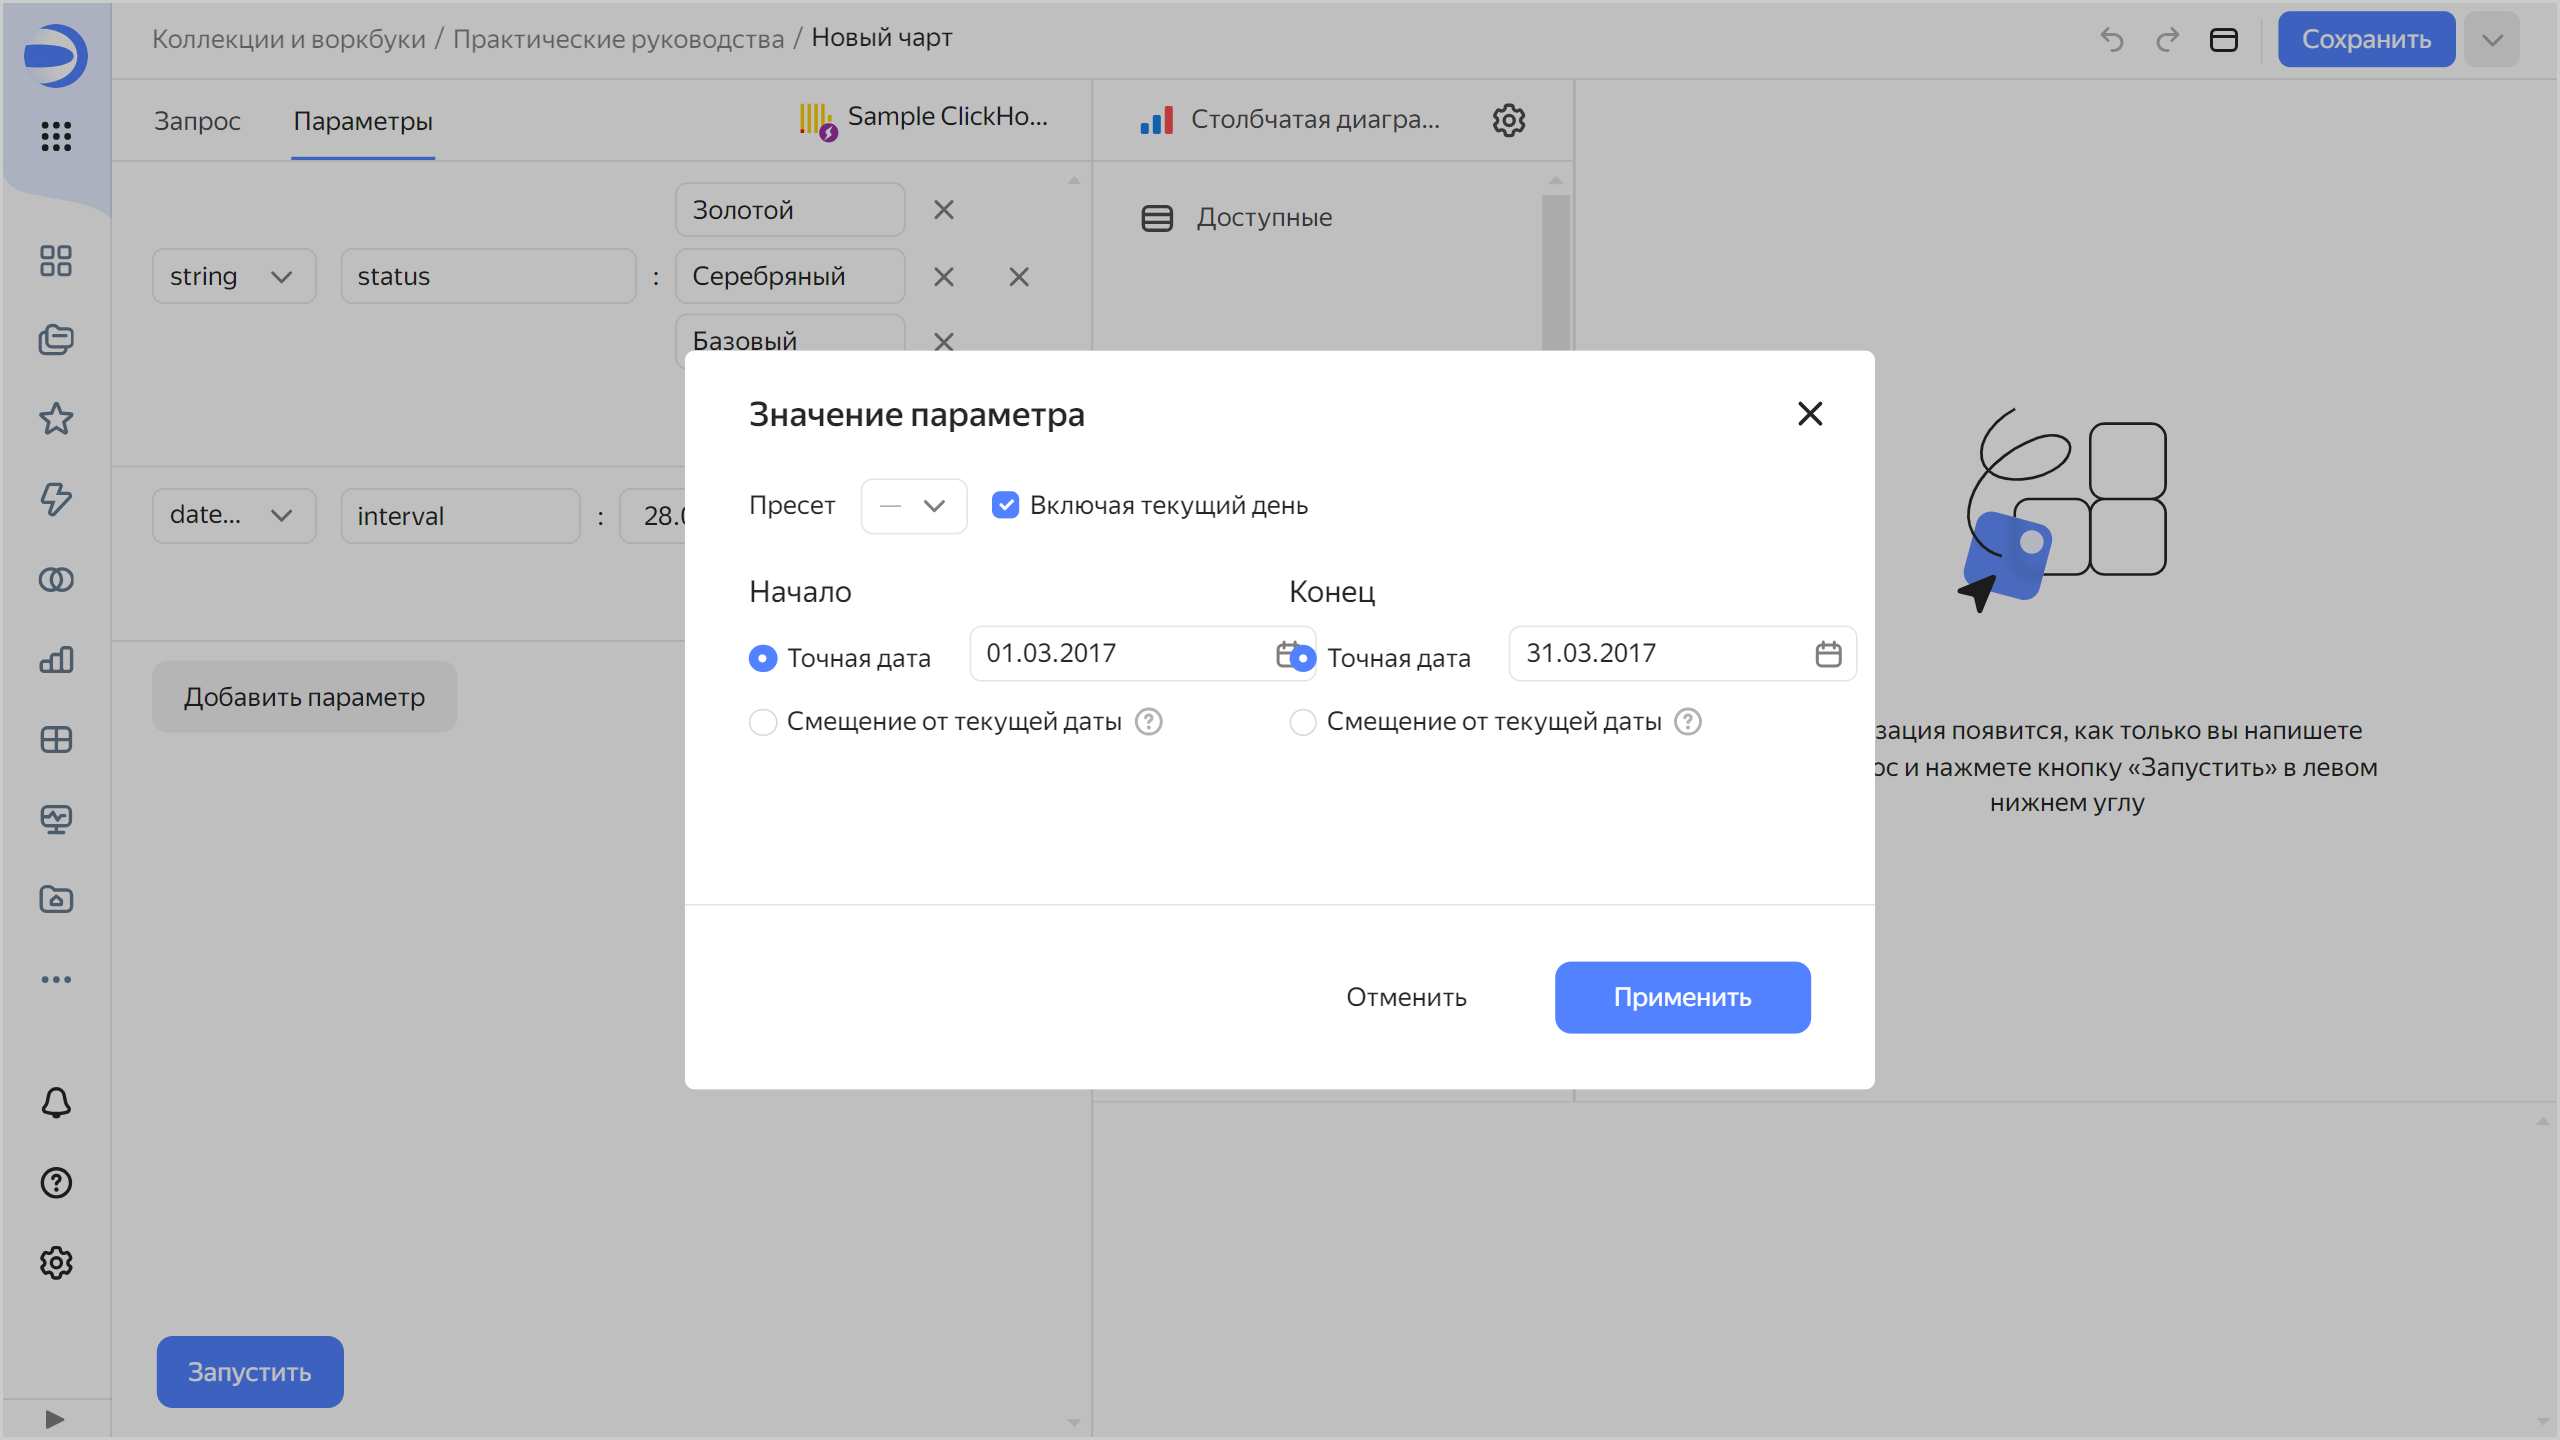 Коллекции и воркбуки / Практические руководства / Новый чарт
Сохранить
Запрос
Параметры
Sample ClickHo...
Столбчатая диагра...
Золотой
string
status
:
Серебряный
Базовый
Доступные
date...
interval
:
28.0
Добавить параметр
Значение параметра
Пресет
—
Включая текущий день
Начало
Конец
Точная дата
01.03.2017
Точная дата
31.03.2017
Смещение от текущей даты
Смещение от текущей даты
Отменить
Применить
зация появится, как только вы напишете
ос и нажмете кнопку «Запустить» в левом
нижнем углу
Запустить